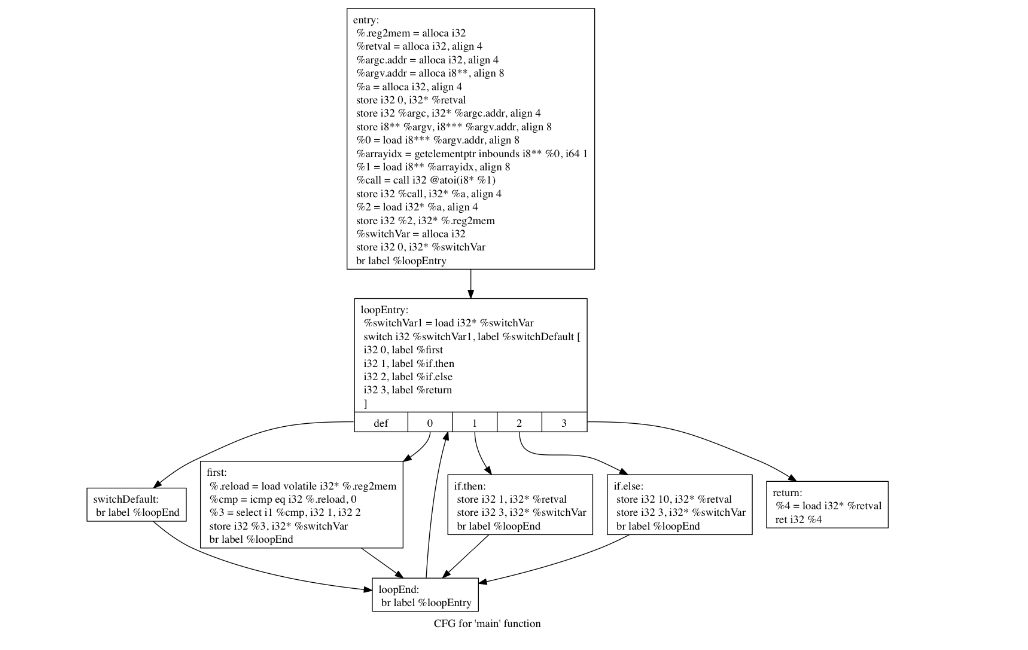 entry:
%.reg2mem = alloca i32
%retval = alloca i32, align 4
%argc.addr = alloca i32, align 4
%argv.addr = alloca i8**, align 8
%a = alloca i32, align 4
store i32 0, i32* %retval
store i32 %argc, i32* %argc.addr, align 4
store i8** %argv, i8*** %argv.addr, align 8
%0 = load i8*** %argv.addr, align 8
%arrayidx = getelementptr inbounds i8** %0, i64 1
%1 = load i8** %arrayidx, align 8
%call = call i32 @atoi(i8* %1)
store i32 %call, i32* %a, align 4
%2 = load i32* %a, align 4
store i32 %2, i32* %.reg2mem
%switchVar = alloca i32
store i32 0, i32* %switchVar
br label %loopEntry
loopEntry:
%switchVar1 = load i32* %switchVar
switch i32 %switchVar1, label %switchDefault [
i32 0, label %first
i32 1, label %if.then
i32 2, label %if.else
i32 3, label %return
]
def 0 1 2 3
switchDefault:
br label %loopEnd
first:
%.reload = load volatile i32* %.reg2mem
%cmp = icmp eq i32 %.reload, 0
%3 = select i1 %cmp, i32 1, i32 2
store i32 %3, i32* %switchVar
br label %loopEnd
if.then:
store i32 1, i32* %retval
store i32 3, i32* %switchVar
br label %loopEnd
if.else:
store i32 10, i32* %retval
store i32 3, i32* %switchVar
br label %loopEnd
return:
%4 = load i32* %retval
ret i32 %4
loopEnd:
br label %loopEntry
CFG for 'main' function